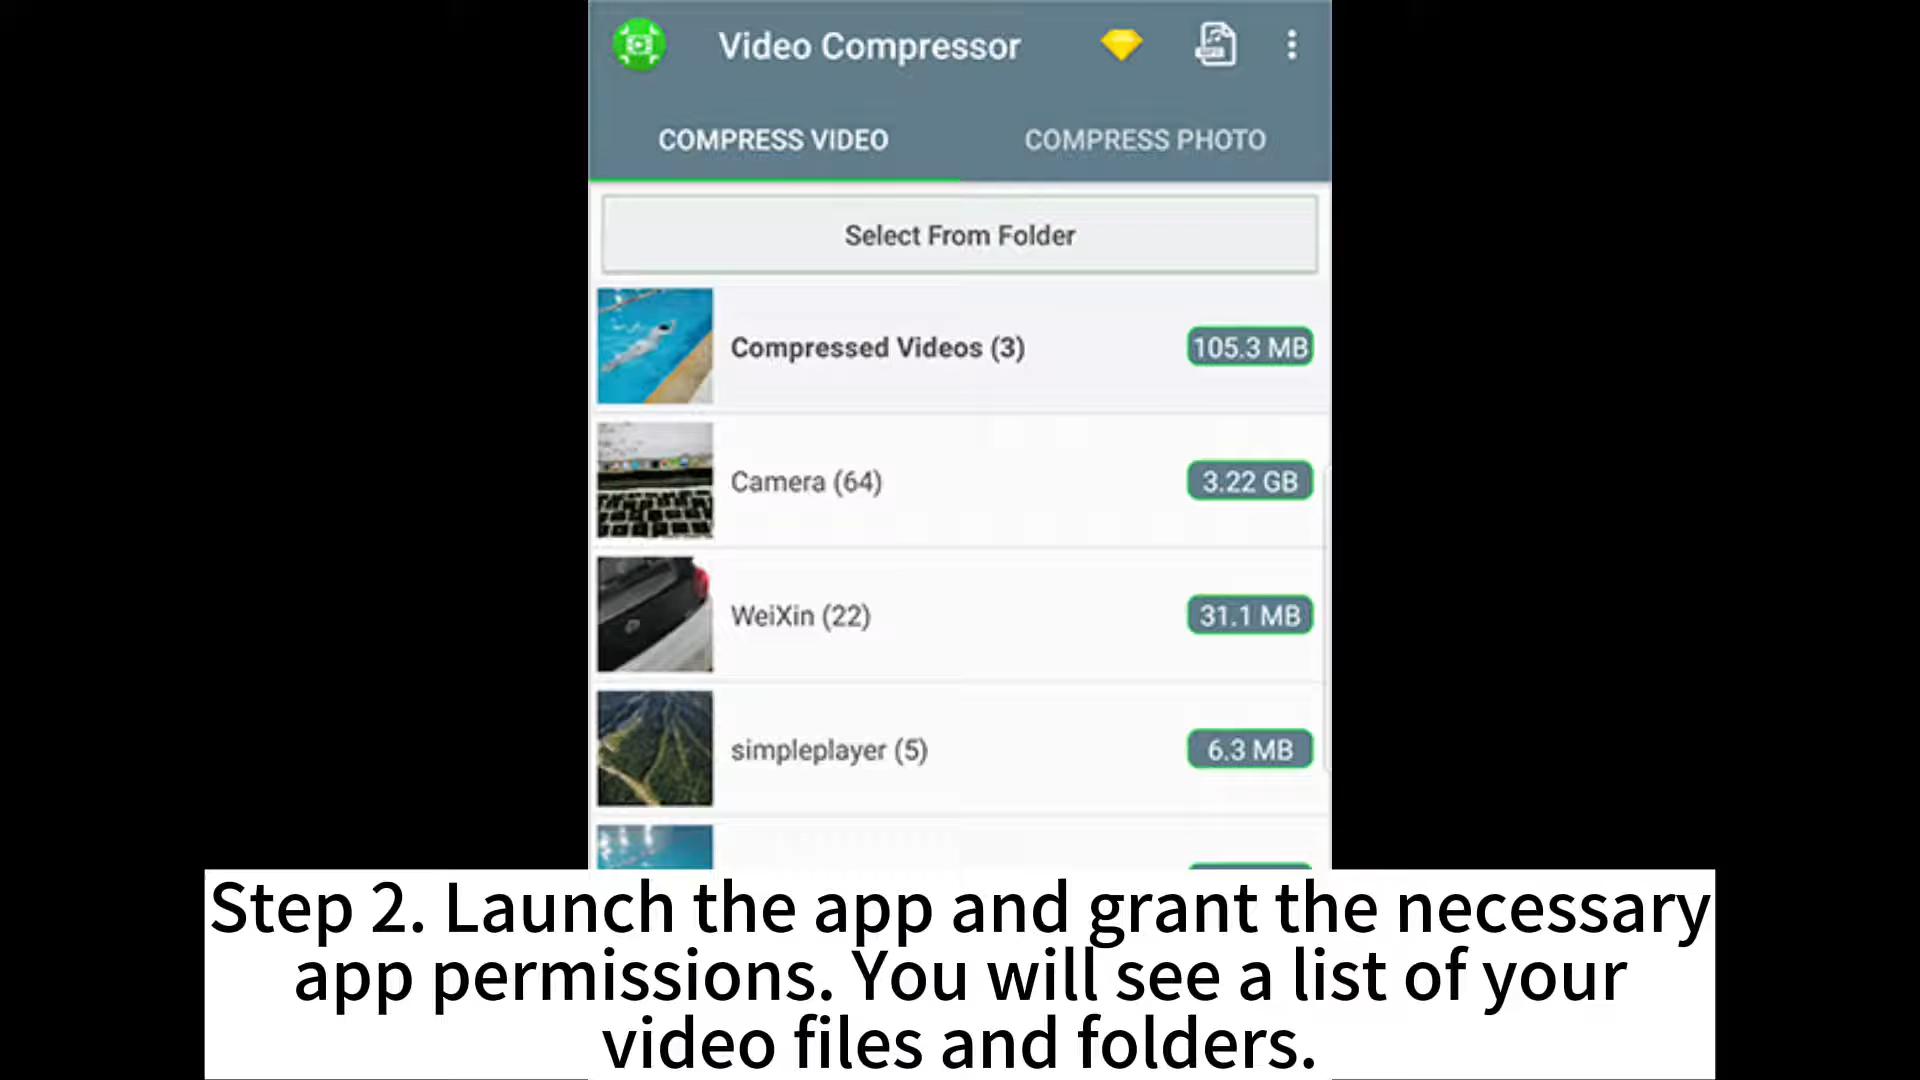 Video Compressor
COMPRESS VIDEO
COMPRESS PHOTO
Select From Folder
Compressed Videos (3)
105.3 MB
Camera (64)
3.22 GB
WeiXin (22)
31.1 MB
simpleplayer (5)
6.3 MB
Step 2. Launch the app and grant the necessary
app permissions. You will see a list of your
video files and folders.